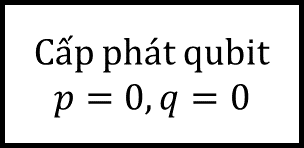 Cấp phát qubit
p = 0, q = 0